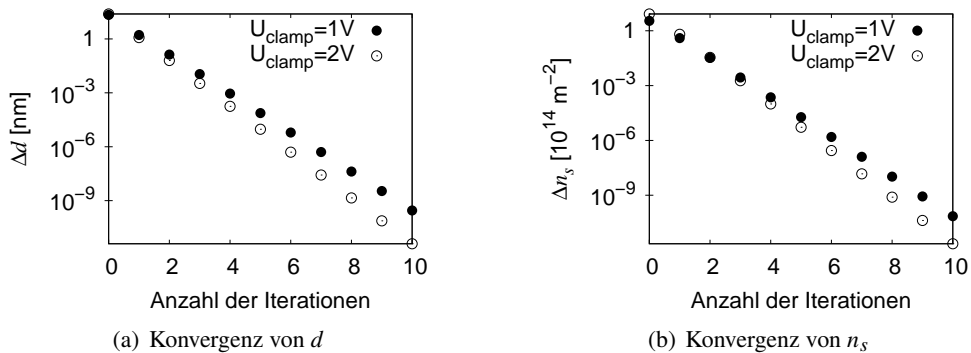 U_clamp=1V
U_clamp=2V
1
10⁻³
10⁻⁶
10⁻⁹
Δd [nm]
0 2 4 6 8 10
Anzahl der Iterationen
(a) Konvergenz von d
U_clamp=1V
U_clamp=2V
1
10⁻³
10⁻⁶
10⁻⁹
Δn_s [10¹⁴ m⁻²]
0 2 4 6 8 10
Anzahl der Iterationen
(b) Konvergenz von n_s